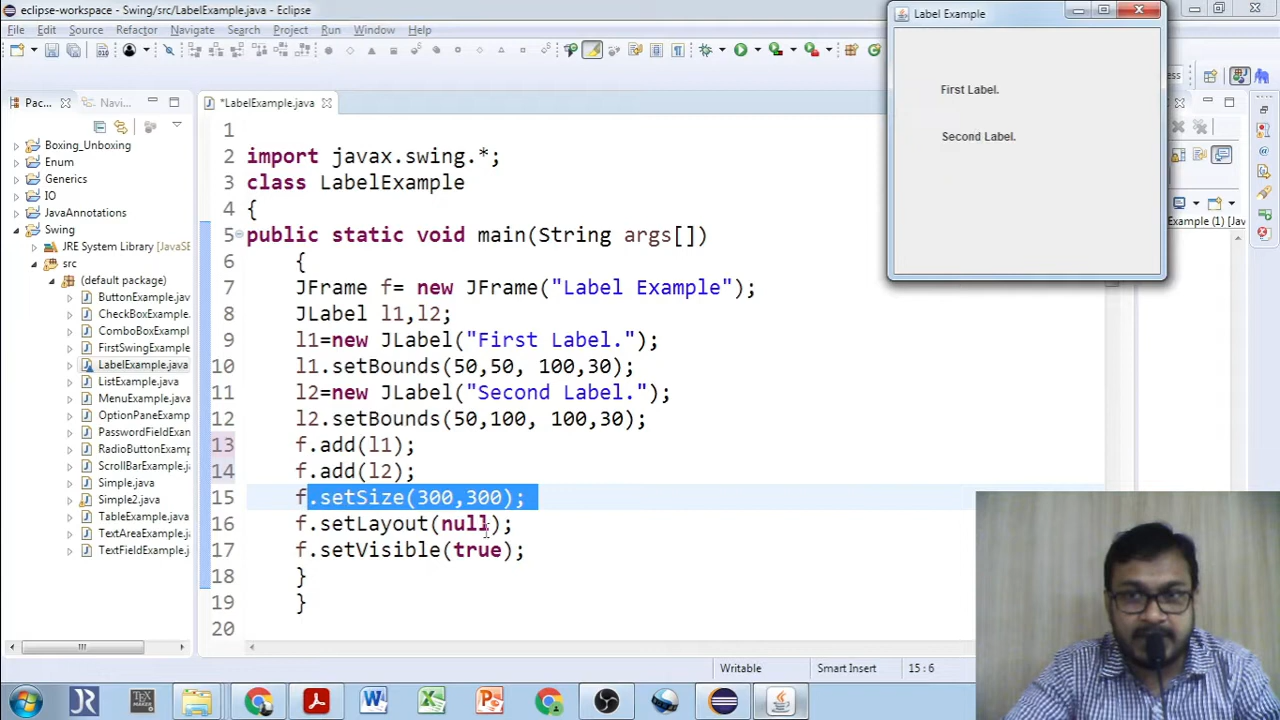 eclipse-workspace - Swing/src/LabelExample.java - Eclipse
File Edit Source Refactor Navigate Search Project Run Window Help
Label Example
First Label.
Second Label.
Pac...
Navi...
*LabelExample.java
Boxing_Unboxing
Enum
Generics
IO
JavaAnnotations
Swing
JRE System Library [JavaSE
src
(default package)
ButtonExample.jav
CheckBoxExample.
ComboBoxExampl
FirstSwingExample
LabelExample.java
ListExample.java
MenuExample.java
OptionPaneExamp
PasswordFieldExan
RadioButtonExamp
ScrollBarExample.j
Simple.java
Simple2.java
TableExample.java
TextAreaExample.j
TextFieldExample.j
1
2 import javax.swing.*;
3 class LabelExample
4 {
5 public static void main(String args[])
6 {
7 JFrame f= new JFrame("Label Example");
8 JLabel l1,l2;
9 l1=new JLabel("First Label.");
10 l1.setBounds(50,50, 100,30);
11 l2=new JLabel("Second Label.");
12 l2.setBounds(50,100, 100,30);
13 f.add(l1);
14 f.add(l2);
15 f.setSize(300,300);
16 f.setLayout(null);
17 f.setVisible(true);
18 }
19 }
20
Example (1) [Jav
Writable
Smart Insert
15 : 6